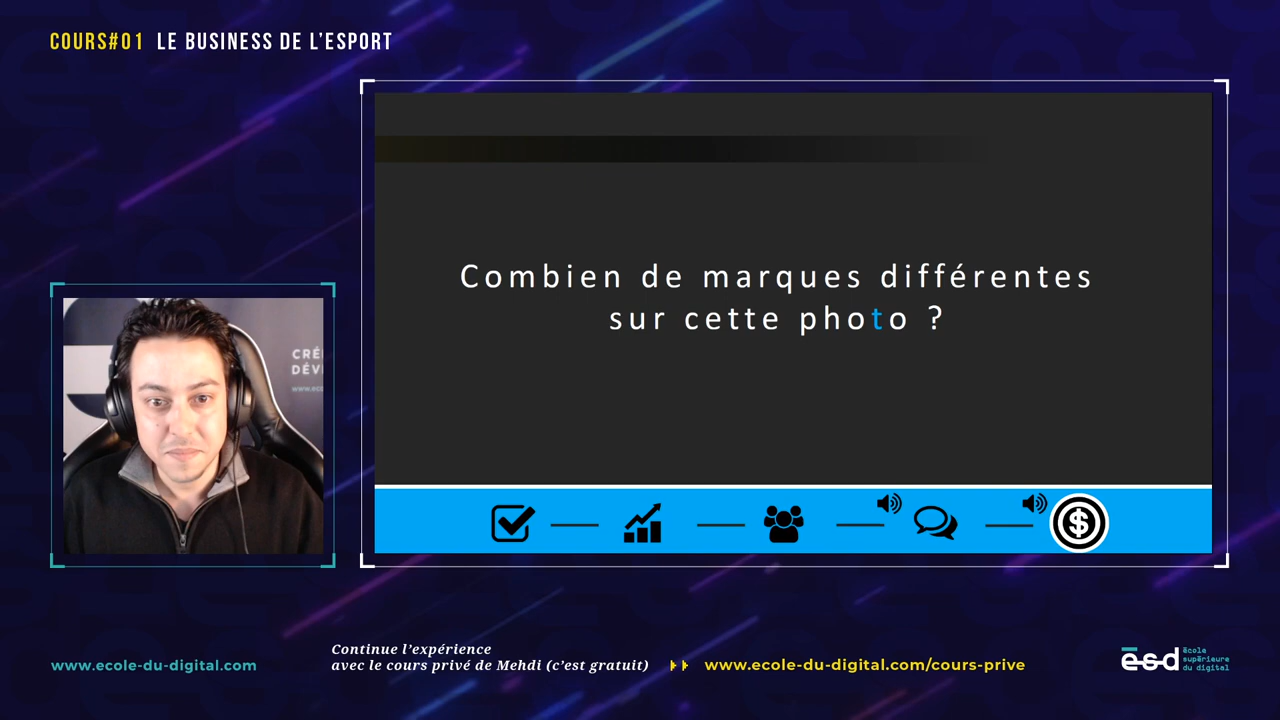 COURS#01 LE BUSINESS DE L'ESPORT
Combien de marques différentes
sur cette photo ?
CRÉ
DÉV
Continue l'expérience
avec le cours privé de Mehdi (c'est gratuit)
www.ecole-du-digital.com
www.ecole-du-digital.com/cours-prive
esd
école
supérieure
du digital